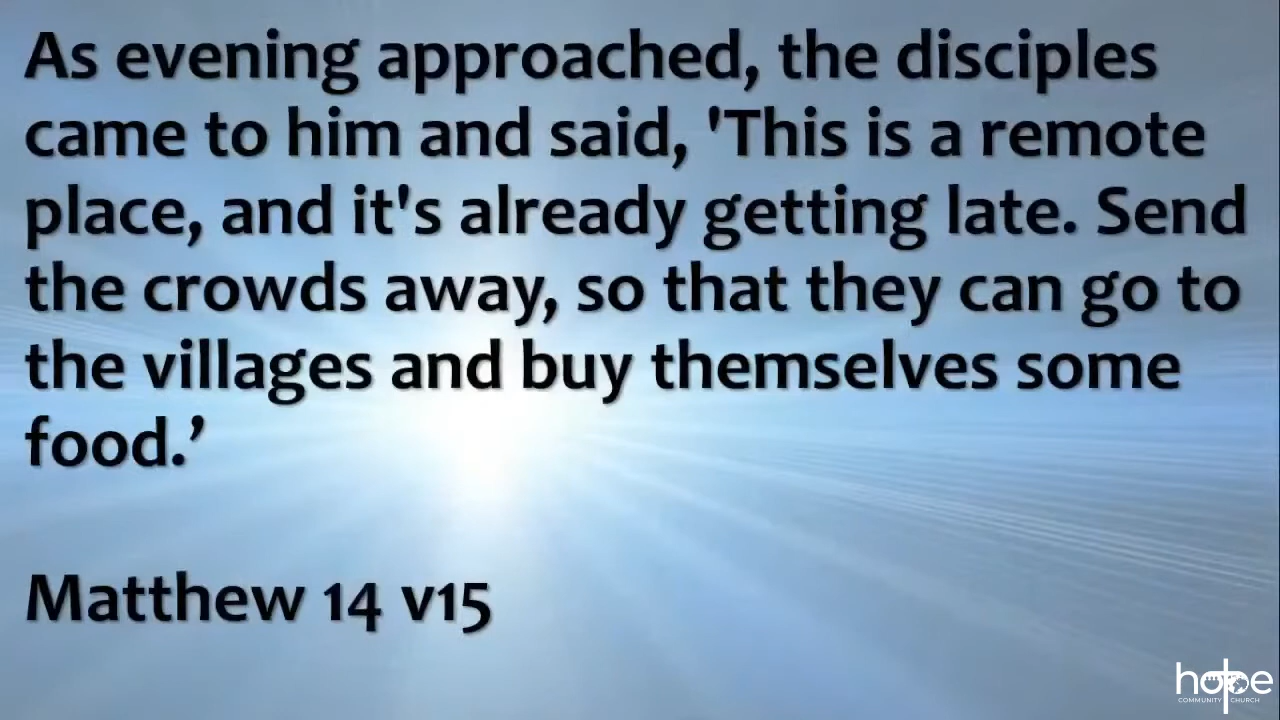 As evening approached, the disciples
came to him and said, 'This is a remote
place, and it's already getting late. Send
the crowds away, so that they can go to
the villages and buy themselves some
food.’
Matthew 14 v15
hope
COMMUNITY CHURCH